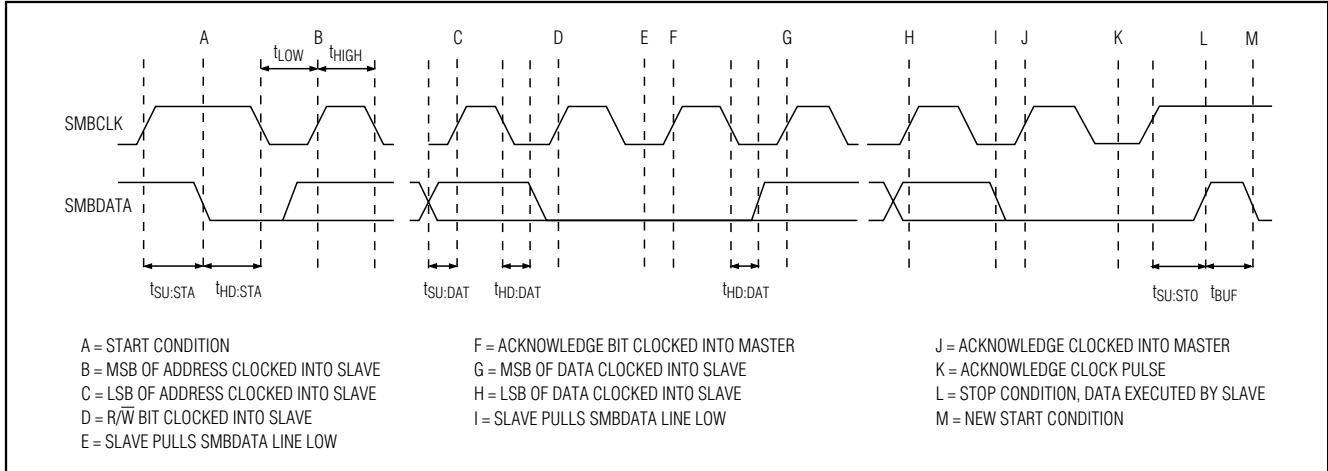 A B C D E F G H I J K L M
tLOW tHIGH
SMBCLK
SMBDATA
tSU:STA tHD:STA tSU:DAT tHD:DAT tHD:DAT tSU:STO tBUF
A = START CONDITION
B = MSB OF ADDRESS CLOCKED INTO SLAVE
C = LSB OF ADDRESS CLOCKED INTO SLAVE
D = R/W̅ BIT CLOCKED INTO SLAVE
E = SLAVE PULLS SMBDATA LINE LOW
F = ACKNOWLEDGE BIT CLOCKED INTO MASTER
G = MSB OF DATA CLOCKED INTO SLAVE
H = LSB OF DATA CLOCKED INTO SLAVE
I = SLAVE PULLS SMBDATA LINE LOW
J = ACKNOWLEDGE CLOCKED INTO MASTER
K = ACKNOWLEDGE CLOCK PULSE
L = STOP CONDITION, DATA EXECUTED BY SLAVE
M = NEW START CONDITION